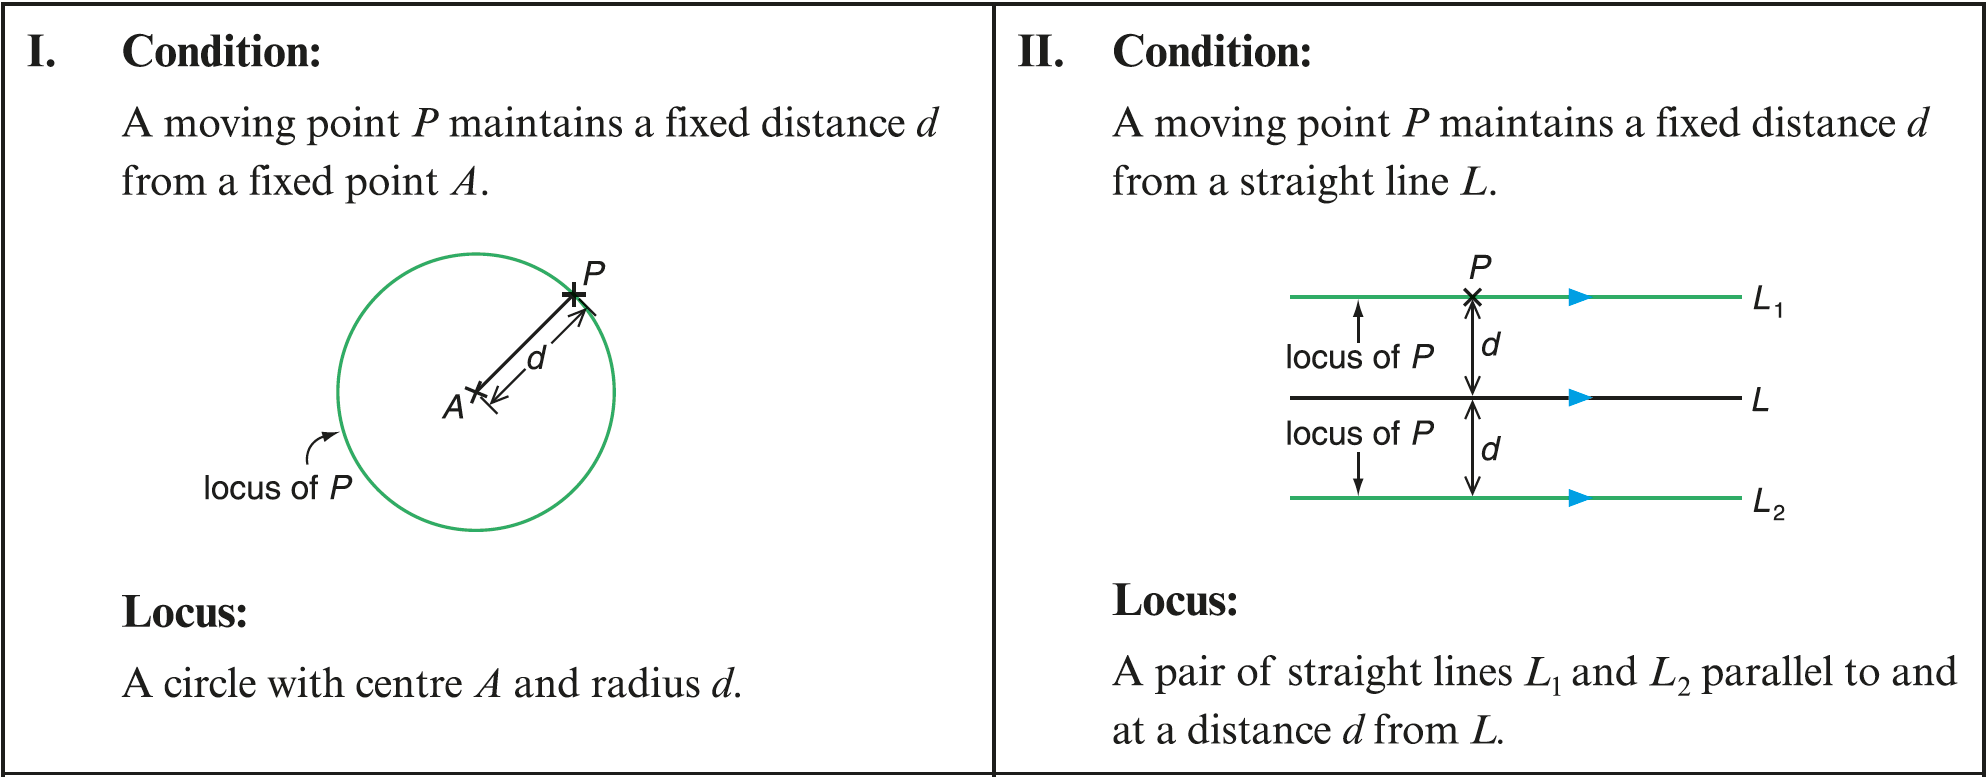 I. Condition:
A moving point P maintains a fixed distance d
from a fixed point A.
P
d
A
locus of P
Locus:
A circle with centre A and radius d.
II. Condition:
A moving point P maintains a fixed distance d
from a straight line L.
P
L₁
locus of P
d
L
locus of P
d
L₂
Locus:
A pair of straight lines L₁ and L₂ parallel to and
at a distance d from L.